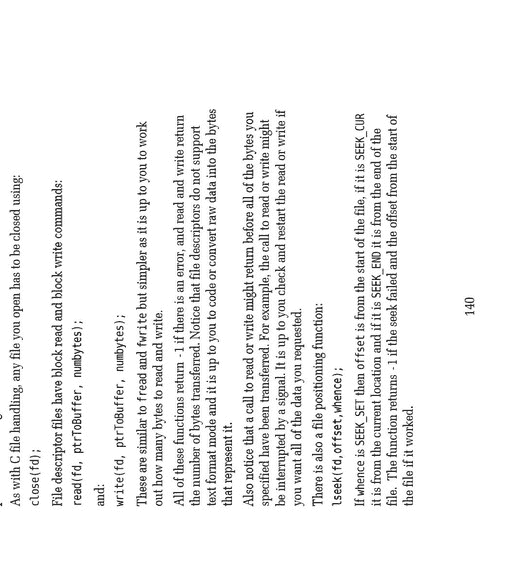 As with C file handling, any file you open has to be closed using:
close(fd);
File descriptor files have block read and block write commands:
read(fd, ptrToBuffer, numbytes);
and:
write(fd, ptrToBuffer, numbytes);
These are similar to fread and fwrite but simpler as it is up to you to work
out how many bytes to read and write.
All of these functions return -1 if there is an error, and read and write return
the number of bytes transferred. Notice that file descriptors do not support
text format mode and it is up to you to code or convert raw data into the bytes
that represent it.
Also notice that a call to read or write might return before all of the bytes you
specified have been transferred. For example, the call to read or write might
be interrupted by a signal. It is up to you check and restart the read or write if
you want all of the data you requested.
There is also a file positioning function:
lseek(fd,offset,whence);
If whence is SEEK_SET then offset is from the start of the file, if it is SEEK_CUR
it is from the current location and if it is SEEK_END it is from the end of the
file. The function returns -1 if the seek failed and the offset from the start of
the file if it worked.
140